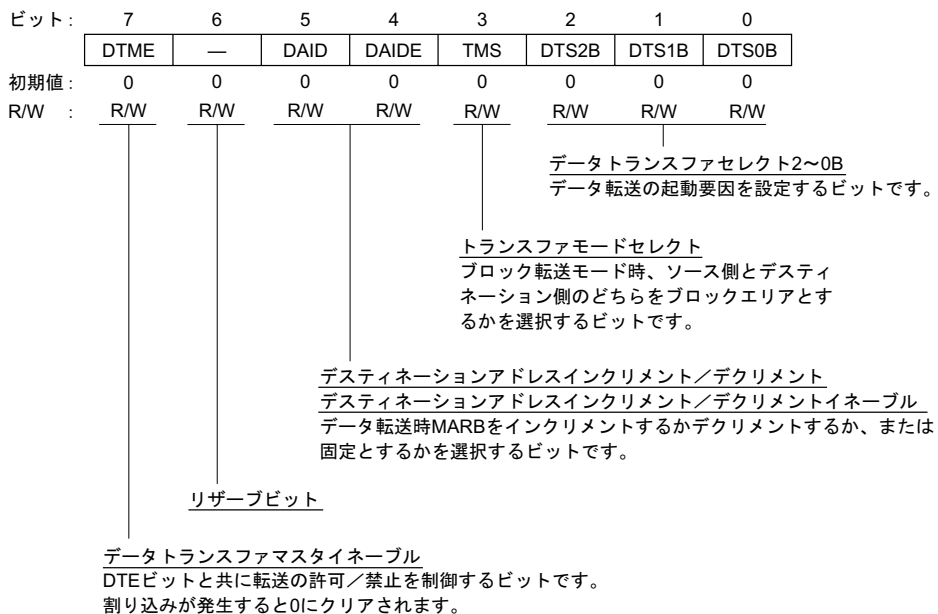 ビット : 7 6 5 4 3 2 1 0
DTME — DAID DAIDE TMS DTS2B DTS1B DTS0B
初期値 : 0 0 0 0 0 0 0 0
R/W : R/W R/W R/W R/W R/W R/W R/W R/W
データトランスファセレクト2～0B
データ転送の起動要因を設定するビットです。
トランスファモードセレクト
ブロック転送モード時、ソース側とデスティ
ネーション側のどちらをブロックエリアとす
るかを選択するビットです。
デスティネーションアドレスインクリメント／デクリメント
デスティネーションアドレスインクリメント／デクリメントイネーブル
データ転送時MARBをインクリメントするかデクリメントするか、または
固定とするかを選択するビットです。
リザーブビット
データトランスファマスタイネーブル
DTEビットと共に転送の許可／禁止を制御するビットです。
割り込みが発生すると0にクリアされます。